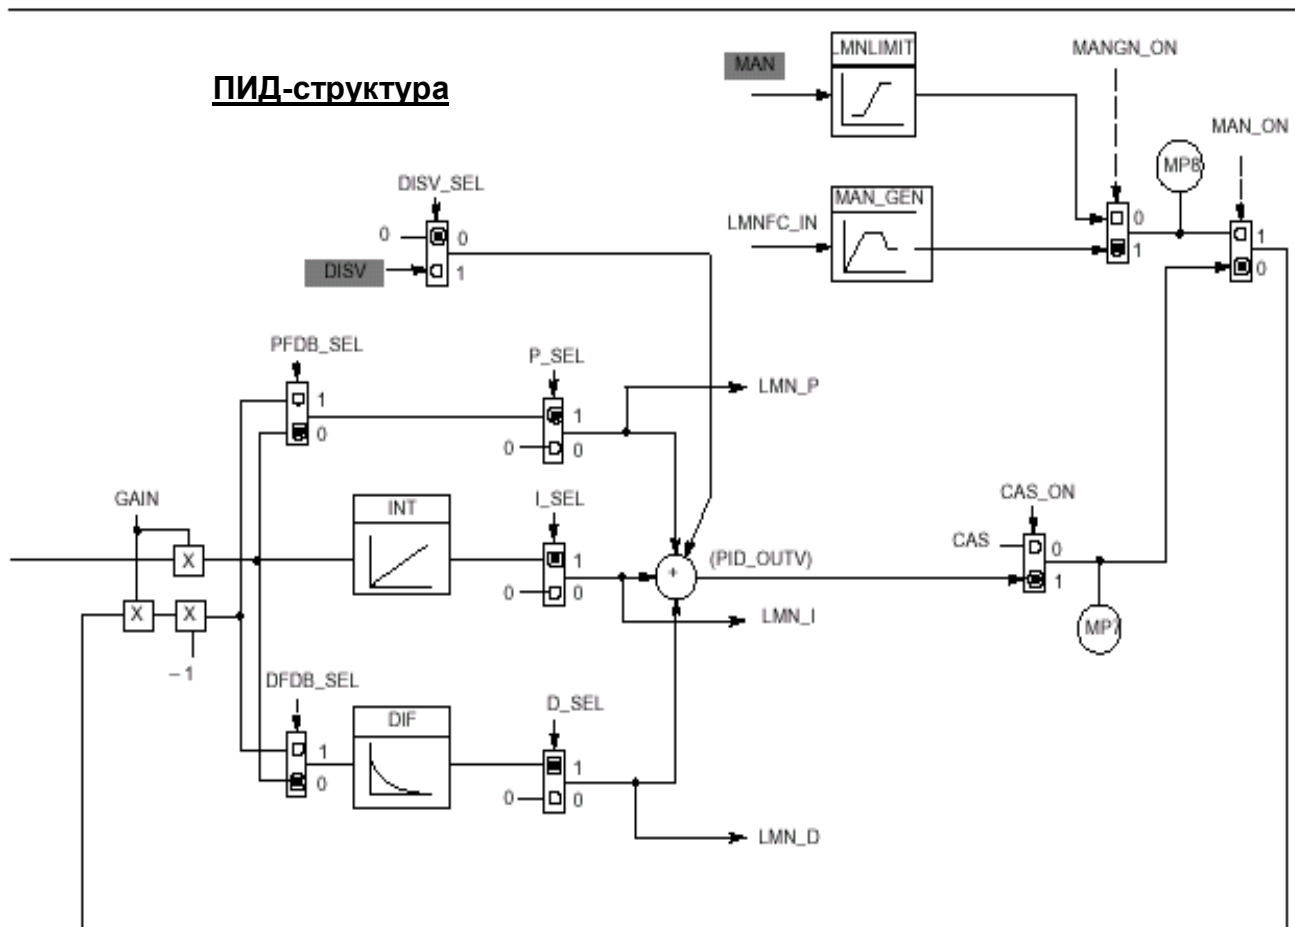 ПИД-структура
LMNLIMIT
MAN
MANGN_ON
MAN_ON
MP8
DISV_SEL
0
0
DISV
1
MAN_GEN
LMNFC_IN
0
1
1
0
PFDB_SEL
1
0
P_SEL
1
0
0
LMN_P
GAIN
INT
I_SEL
1
0
0
X
X
X
–1
+
(PID_OUTV)
LMN_I
CAS_ON
CAS
0
1
MP7
DFDB_SEL
1
0
DIF
D_SEL
1
0
0
LMN_D